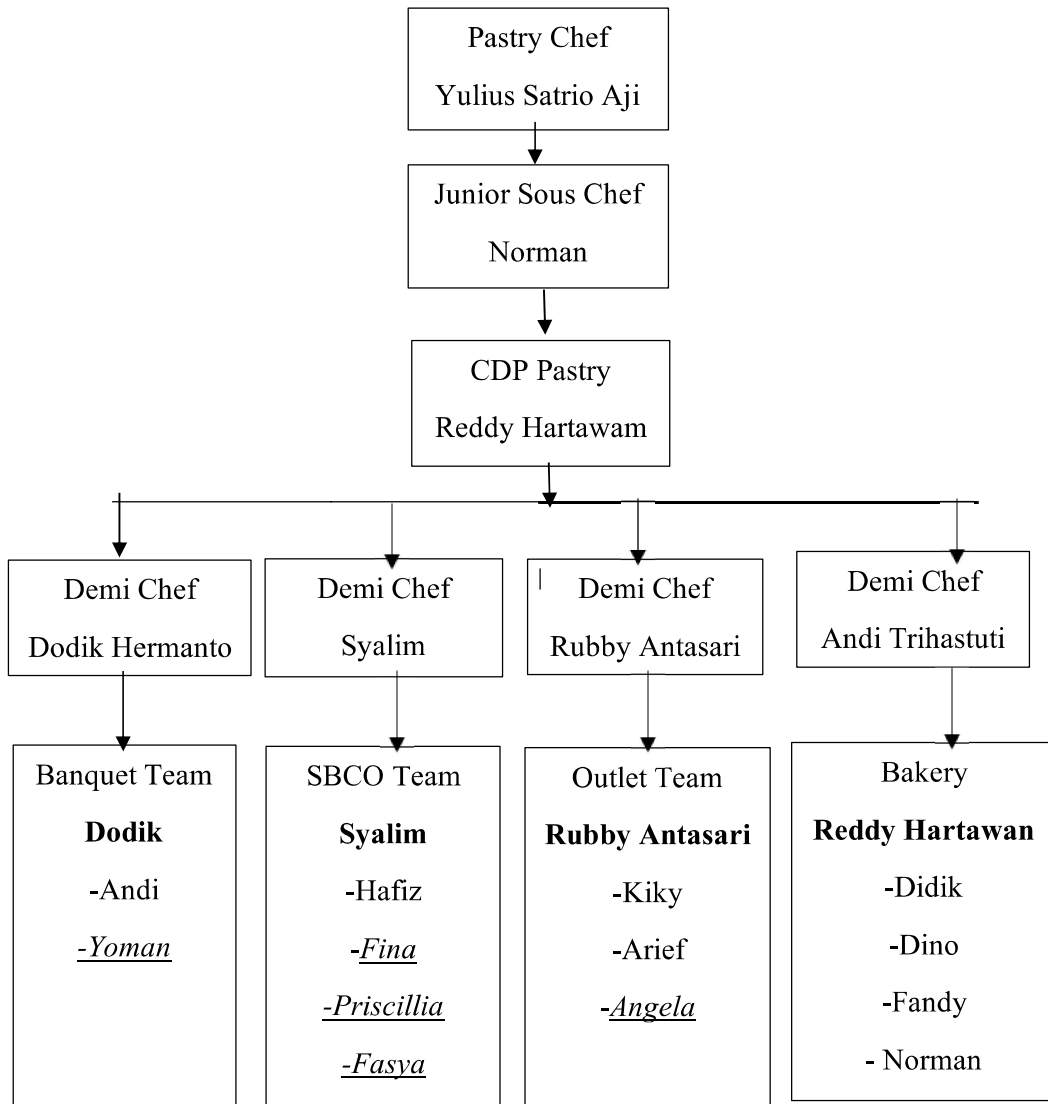 Pastry Chef
Yulius Satrio Aji
Junior Sous Chef
Norman
CDP Pastry
Reddy Hartawam
Demi Chef
Dodik Hermanto
Demi Chef
Syalim
Demi Chef
Rubby Antasari
Demi Chef
Andi Trihastuti
Banquet Team
Dodik
-Andi
-Yoman
SBCO Team
Syalim
-Hafiz
-Fina
-Priscillia
-Fasya
Outlet Team
Rubby Antasari
-Kiky
-Arief
-Angela
Bakery
Reddy Hartawan
-Didik
-Dino
-Fandy
- Norman